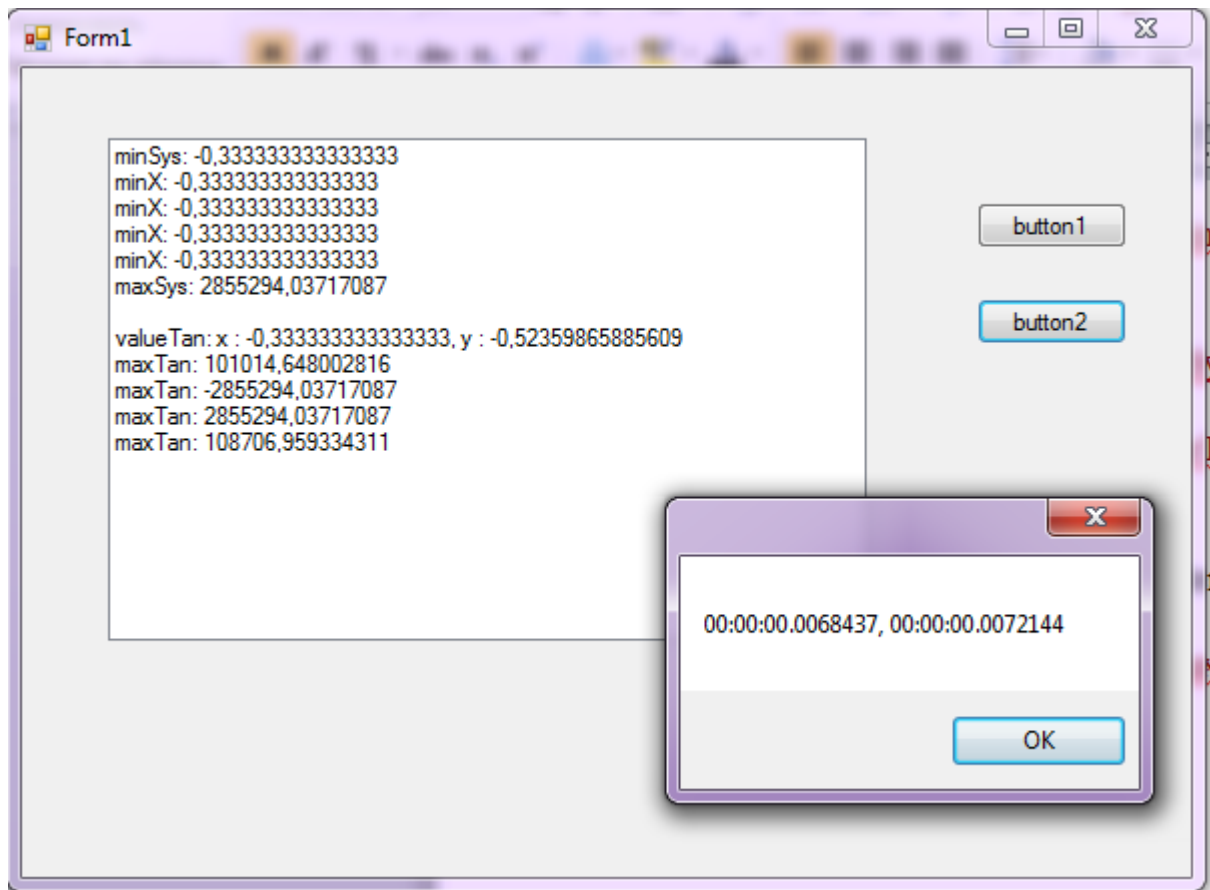 Form1
minSys: -0,333333333333333
minX: -0,333333333333333
minX: -0,333333333333333
minX: -0,333333333333333
minX: -0,333333333333333
maxSys: 2855294,03717087
valueTan: x : -0,333333333333333, y : -0,52359865885609
maxTan: 101014,648002816
maxTan: -2855294,03717087
maxTan: 2855294,03717087
maxTan: 108706,959334311
button1
button2
00:00:00.0068437, 00:00:00.0072144
OK